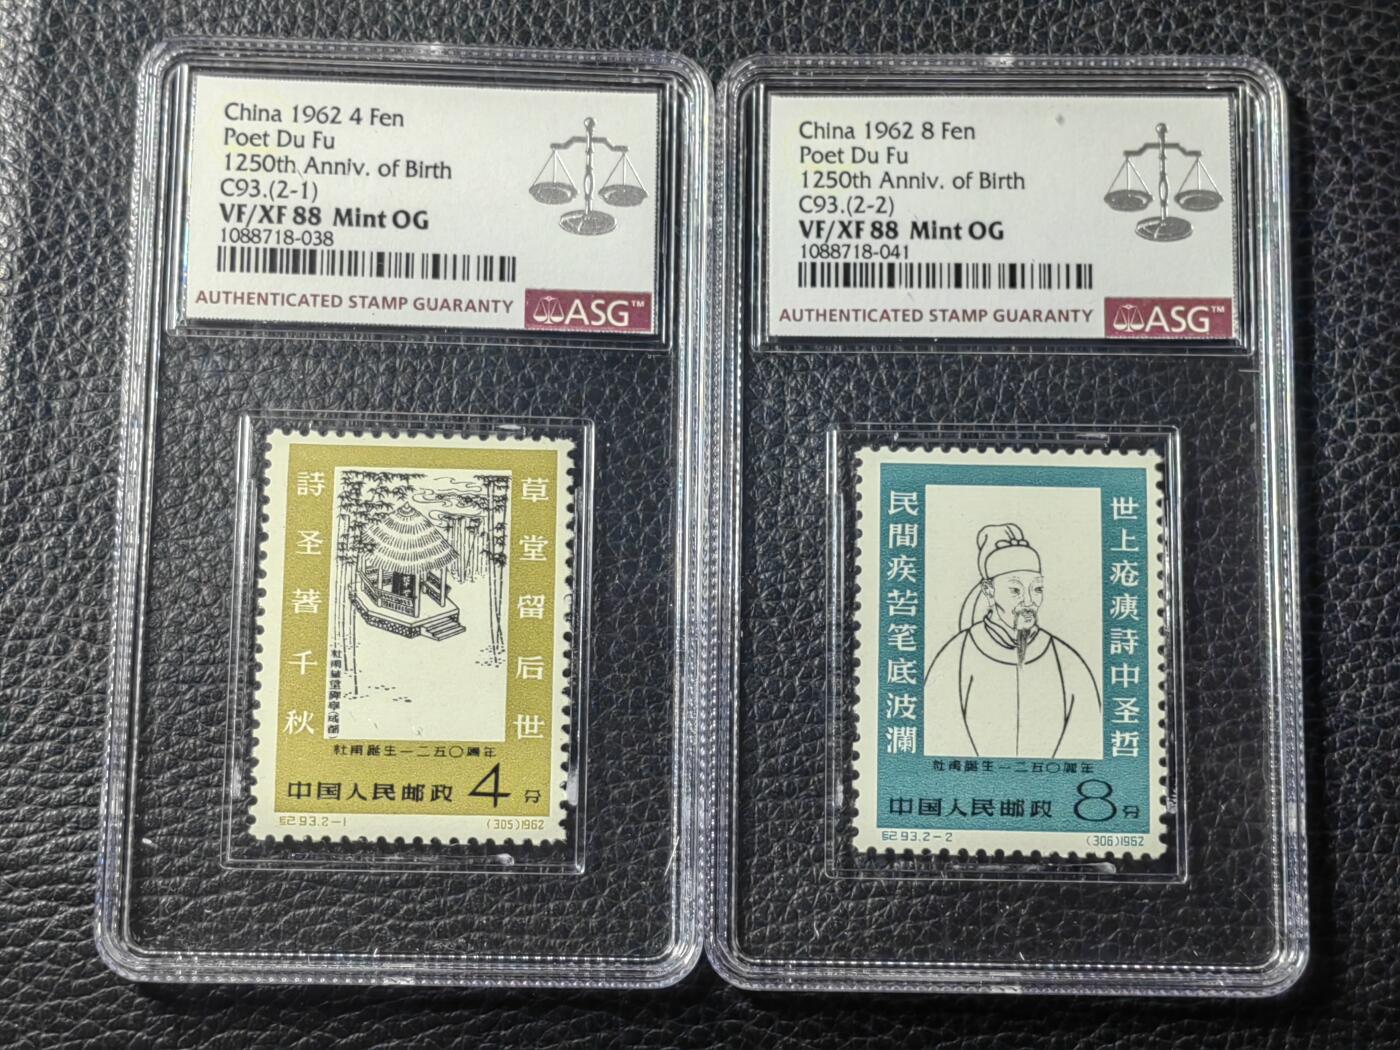 China 1962 4 Fen
Poet Du Fu
1250th Anniv. of Birth
C93.(2-1)
VF/XF 88 Mint OG
1088718-038
AUTHENTICATED STAMP GUARANTY
ASG™
草堂留后世
詩圣著千秋
杜甫誕生一二五〇周年
中国人民邮政 4分
纪93.2-1
(305)1962
China 1962 8 Fen
Poet Du Fu
1250th Anniv. of Birth
C93.(2-2)
VF/XF 88 Mint OG
1088718-041
AUTHENTICATED STAMP GUARANTY
ASG™
世上疮痍詩中圣哲
民間疾苦笔底波瀾
杜甫誕生一二五〇周年
中国人民邮政 8分
纪93.2-2
(306)1962